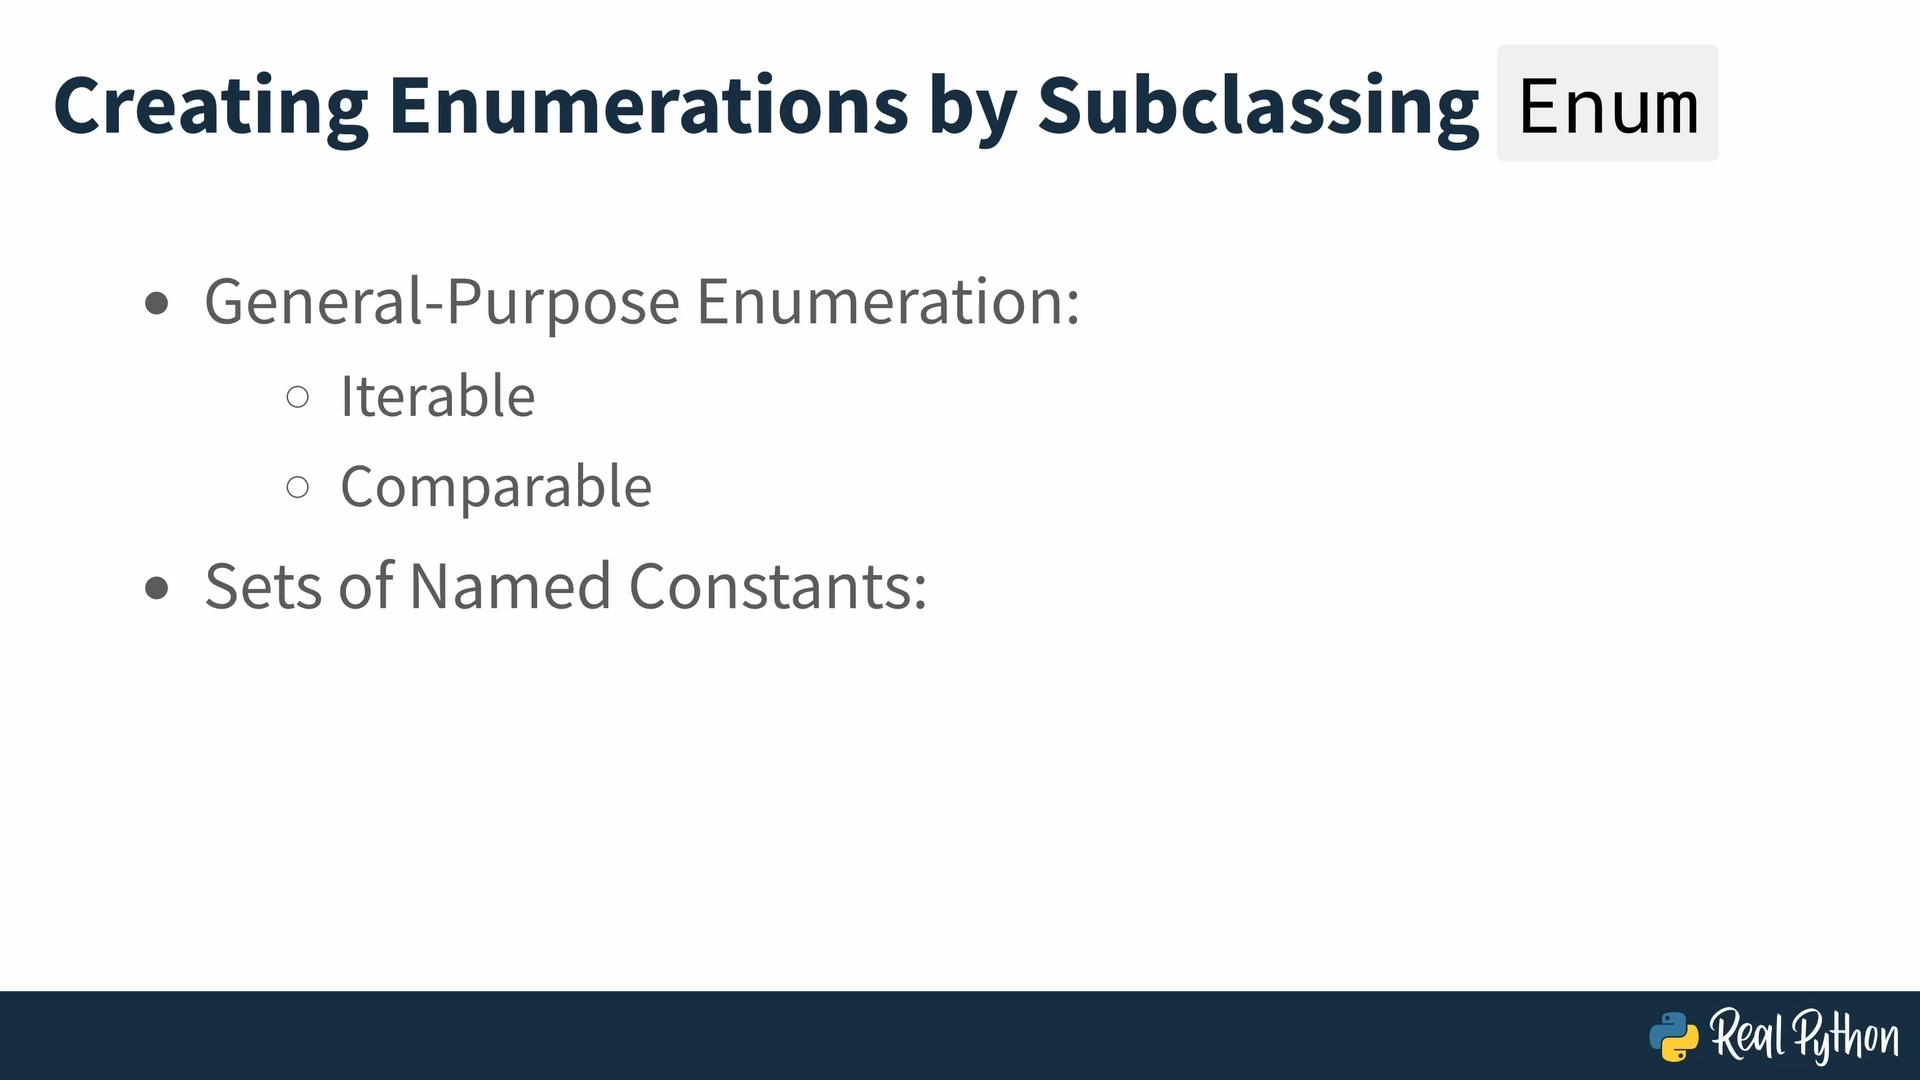 Creating Enumerations by Subclassing Enum
• General-Purpose Enumeration:
○ Iterable
○ Comparable
• Sets of Named Constants:
Real Python